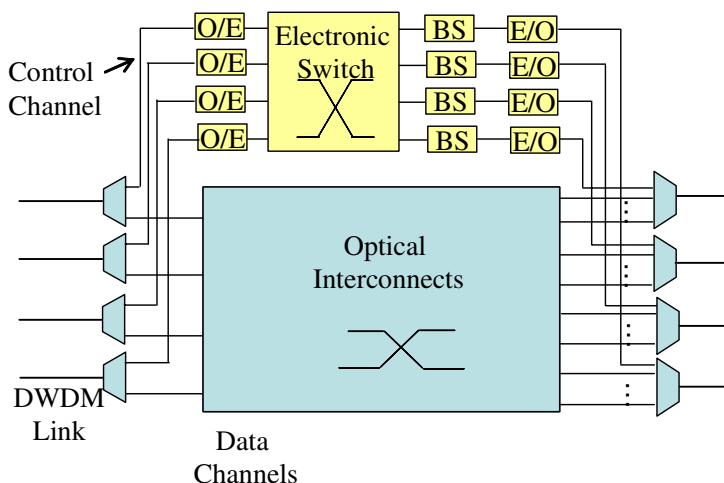 O/E
Electronic
Switch
BS
E/O
O/E
BS
E/O
O/E
BS
E/O
O/E
BS
E/O
Control
Channel
Optical
Interconnects
DWDM
Link
Data
Channels